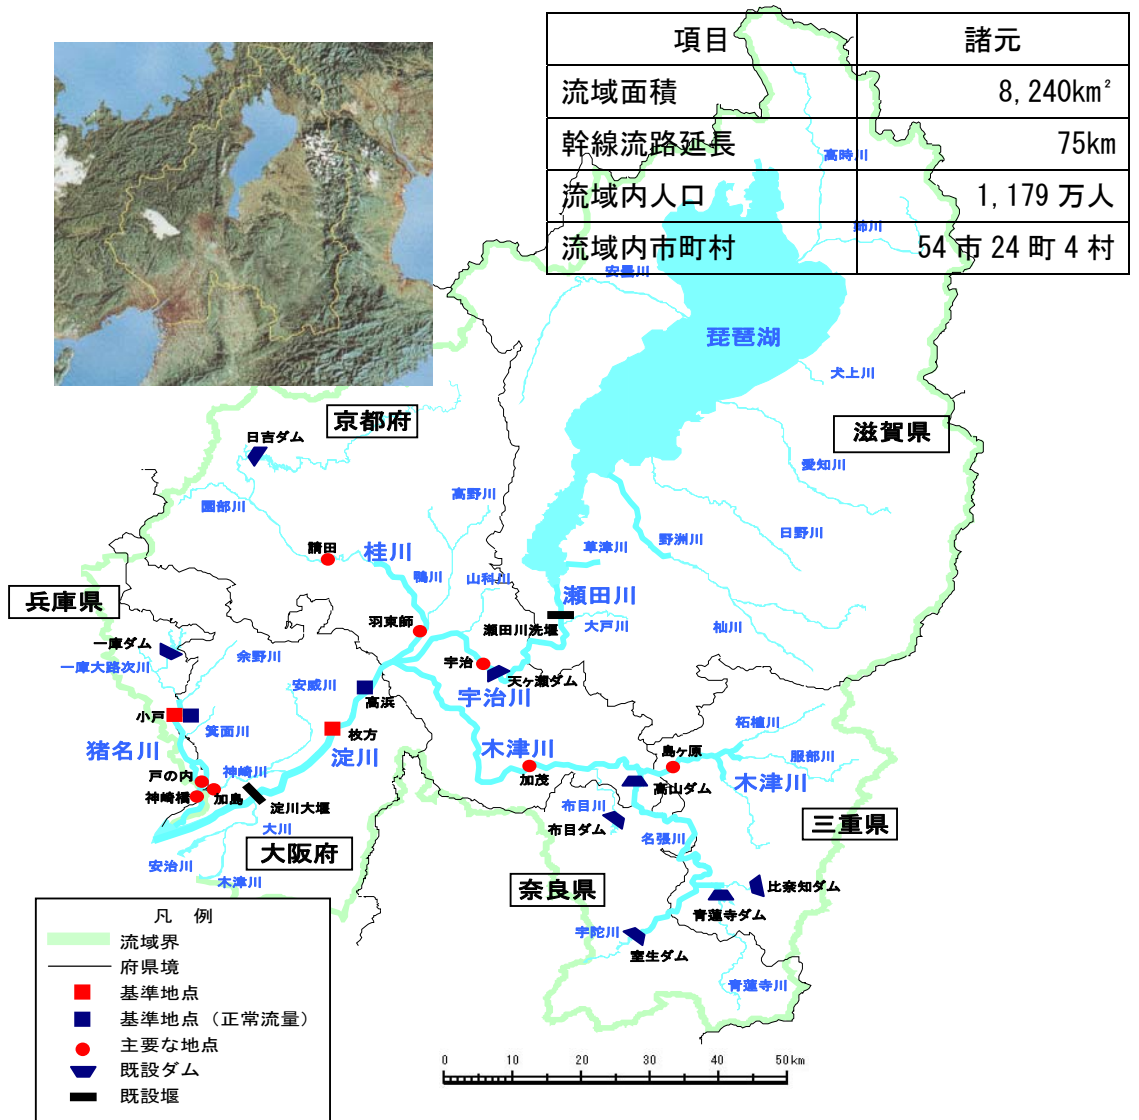 項目 諸元
流域面積 8,240km²
幹線流路延長 75km
流域内人口 1,179 万人
流域内市町村 54 市 24 町 4 村
高時川
姉川
安曇川
琵琶湖
犬上川
京都府
滋賀県
日吉ダム
愛知川
高野川
園部川
日野川
野洲川
草津川
請田
桂川
鴨川
山科川
瀬田川
兵庫県
羽束師
瀬田川洗堰
大戸川
杣川
一庫ダム
一庫大路次川
余野川
宇治
天ヶ瀬ダム
安威川
高浜
宇治川
小戸
箕面川
枚方
柘植川
猪名川
淀川
木津川
島ヶ原
服部川
戸の内
神崎川
加茂
高山ダム
木津川
神崎橋
加島
淀川大堰
布目川
布目ダム
大川
名張川
三重県
大阪府
安治川
木津川
奈良県
比奈知ダム
青蓮寺ダム
宇陀川
室生ダム
青蓮寺川
凡 例
流域界
府県境
基準地点
基準地点（正常流量）
主要な地点
既設ダム
既設堰
0 10 20 30 40 50km